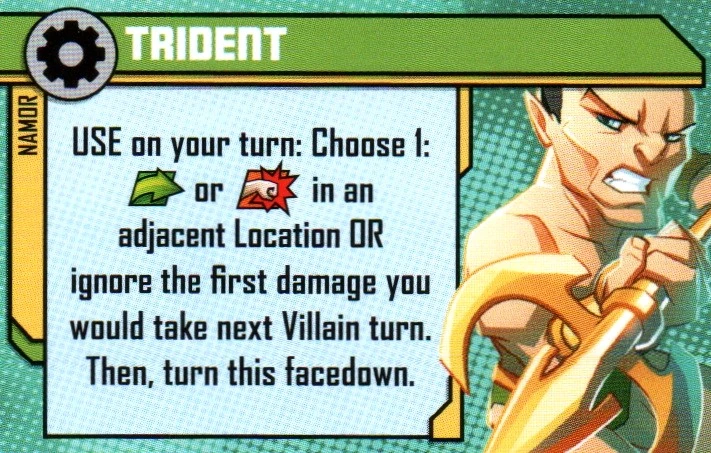 TRIDENT
NAMOR
USE on your turn: Choose 1:
or in an
adjacent Location OR
ignore the first damage you
would take next Villain turn.
Then, turn this facedown.